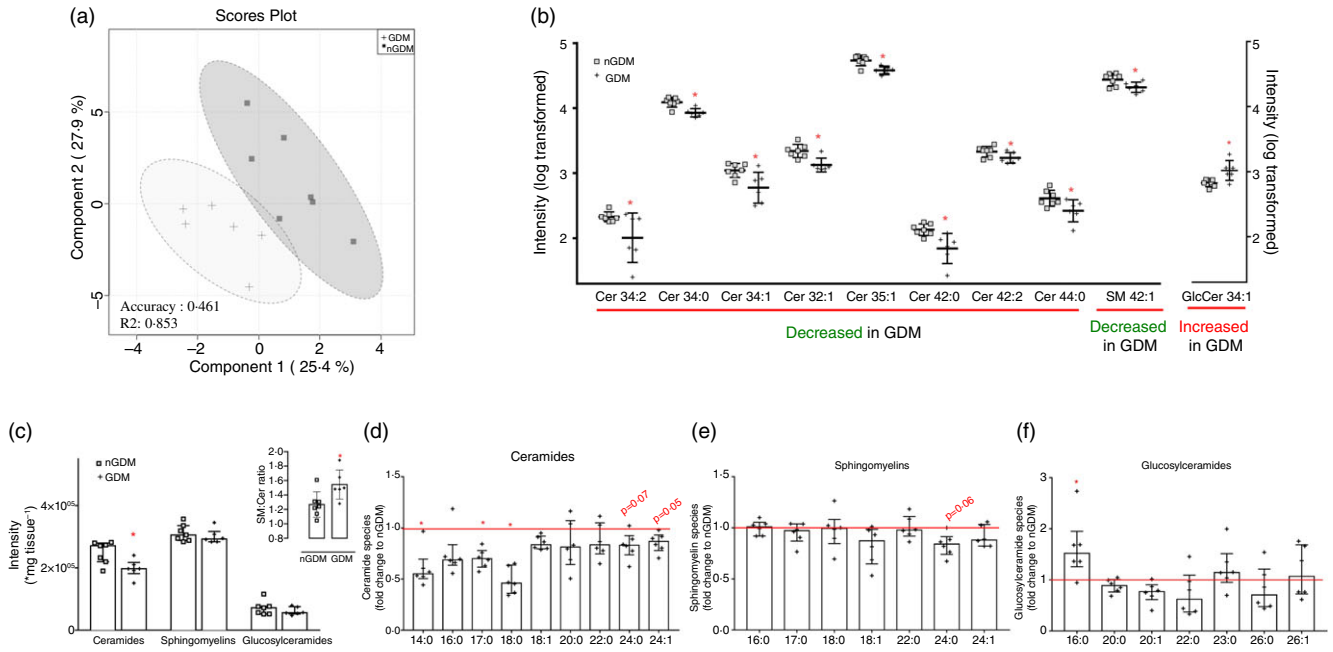 (a)
Scores Plot
+ GDM
*nGDM
Component 2 ( 27·9 %)
5
0
−5
Accuracy : 0·461
R2: 0·853
−4 −2 0 2 4
Component 1 ( 25·4 %)
(b)
nGDM
GDM
Intensity (log transformed)
5
4
3
2
* * * * * * * * * *
5
4
3
2
Intensity (log transformed)
Cer 34:2 Cer 34:0 Cer 34:1 Cer 32:1 Cer 35:1 Cer 42:0 Cer 42:2 Cer 44:0 SM 42:1 GlcCer 34:1
Decreased in GDM
Decreased
in GDM
Increased
in GDM
(c)
nGDM
GDM
Intensity
(*mg tissue⁻¹)
4×10⁰⁵
2×10⁰⁵
0
*
Ceramides Sphingomyelins Glucosylceramides
SM:Cer ratio
2·0
1·8
1·6
1·4
1·2
1·0
0·8
*
nGDM GDM
(d)
Ceramides
Ceramide species
(fold change to nGDM)
1·5
1·0
0·5
0·0
* * *
p=0·07
p=0·05
14:0 16:0 17:0 18:0 18:1 20:0 22:0 24:0 24:1
(e)
Sphingomyelins
Sphingomyelin species
(fold change to nGDM)
1·5
1·0
0·5
0·0
p=0·06
16:0 17:0 18:0 18:1 22:0 24:0 24:1
(f)
Glucosylceramides
Glucosylceramide species
(fold change to nGDM)
3
2
1
0
*
16:0 20:0 20:1 22:0 23:0 26:0 26:1